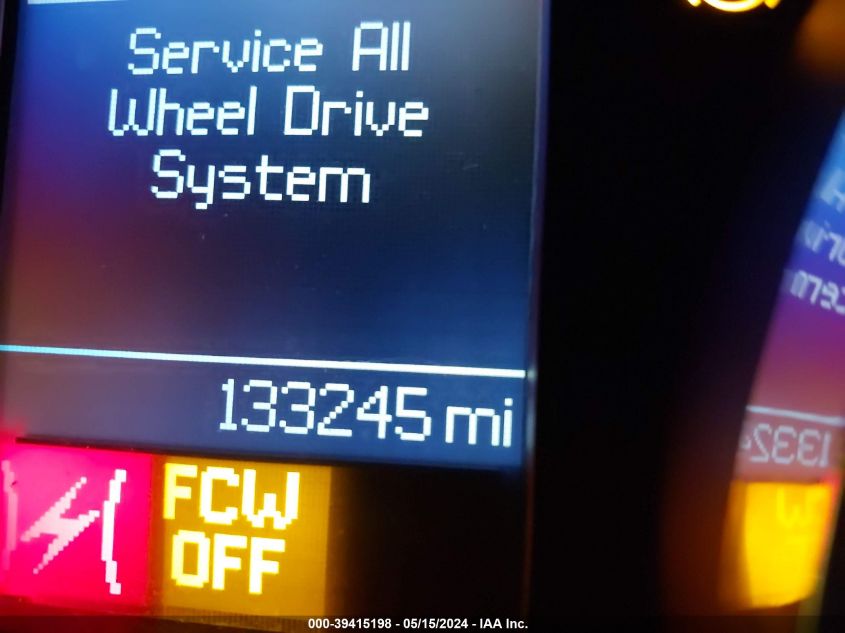 Service All
Wheel Drive
System
133245 mi
FCW
OFF
000-39415198 - 05/15/2024 - IAA Inc.